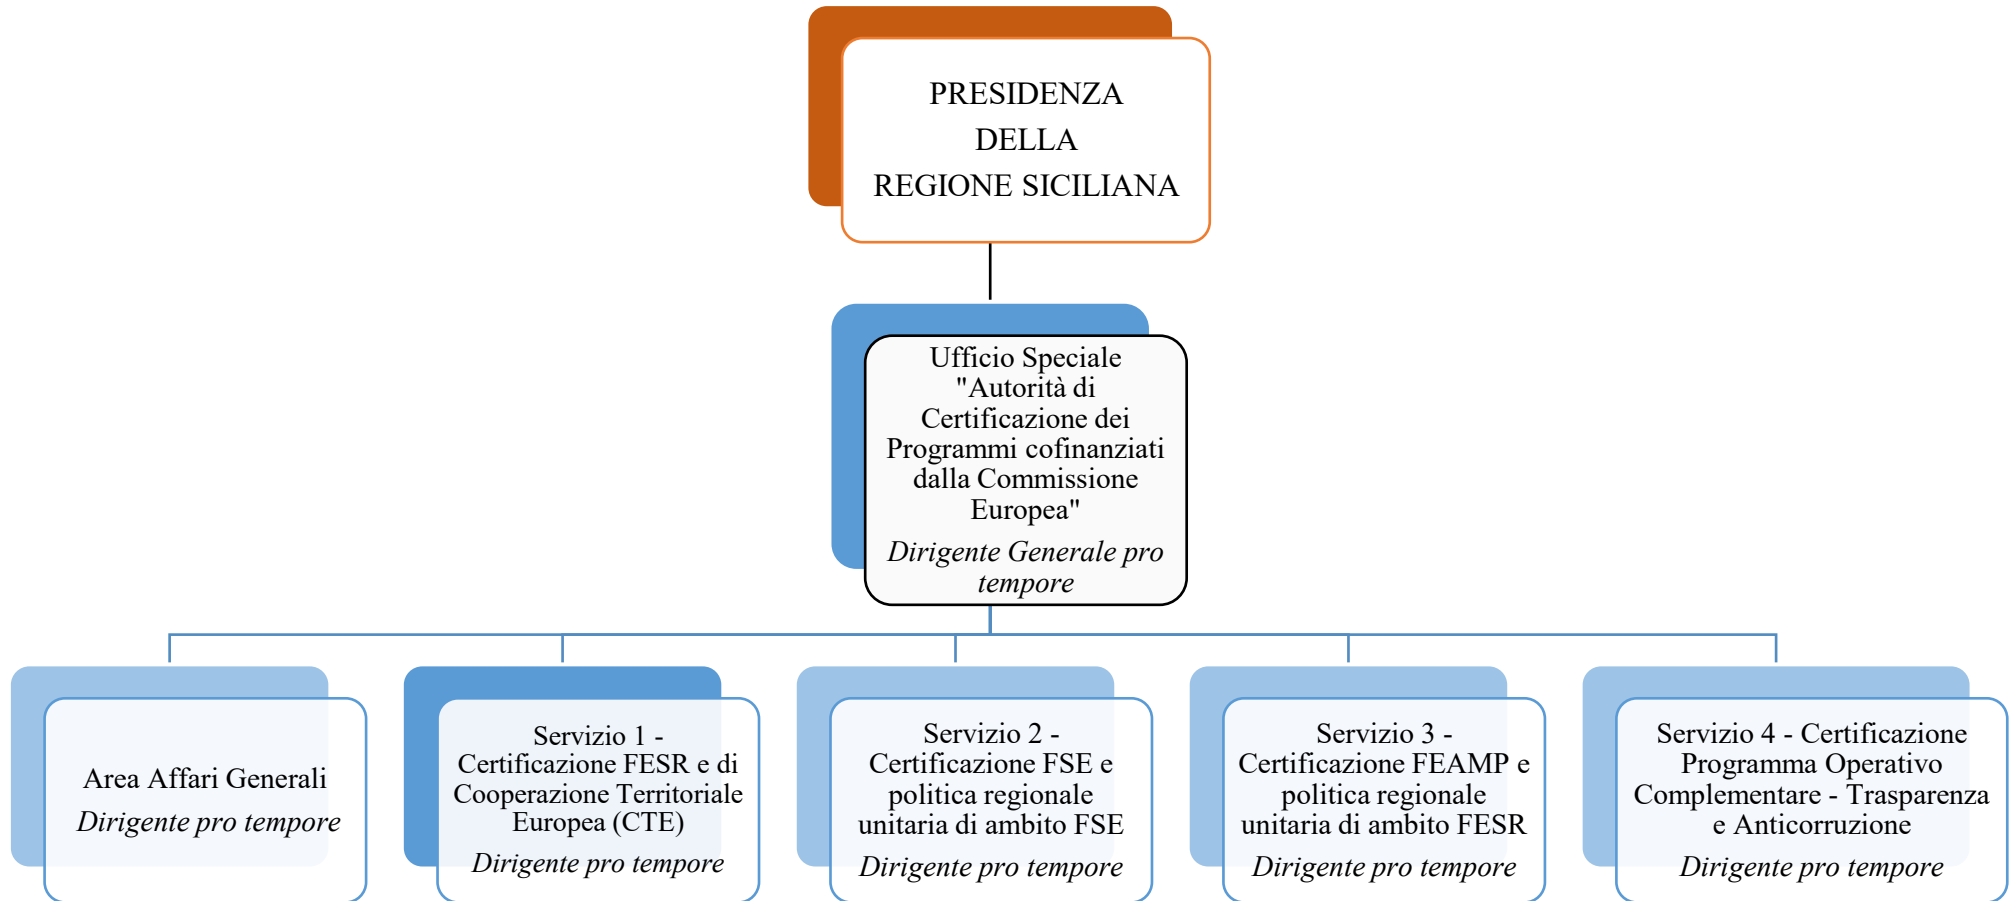 PRESIDENZA
DELLA
REGIONE SICILIANA
Ufficio Speciale
"Autorità di
Certificazione dei
Programmi cofinanziati
dalla Commissione
Europea"
Dirigente Generale pro
tempore
Area Affari Generali
Dirigente pro tempore
Servizio 1 -
Certificazione FESR e di
Cooperazione Territoriale
Europea (CTE)
Dirigente pro tempore
Servizio 2 -
Certificazione FSE e
politica regionale
unitaria di ambito FSE
Dirigente pro tempore
Servizio 3 -
Certificazione FEAMP e
politica regionale
unitaria di ambito FESR
Dirigente pro tempore
Servizio 4 - Certificazione
Programma Operativo
Complementare - Trasparenza
e Anticorruzione
Dirigente pro tempore